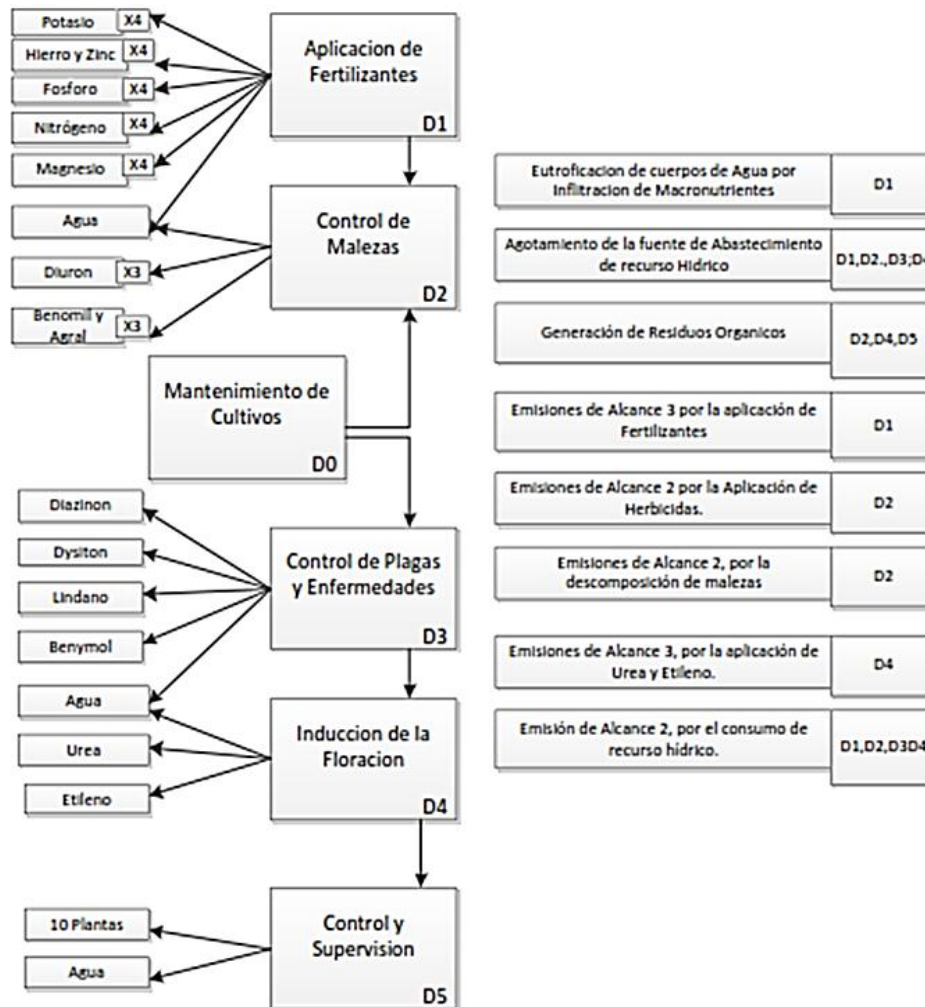 Potasio X4
Hierro y Zinc X4
Fosforo X4
Nitrógeno X4
Magnesio X4
Agua
Diuron X3
Benomil y
Agral X3
Aplicacion de
Fertilizantes
D1
Control de
Malezas
D2
Mantenimiento de
Cultivos
D0
Diazinon
Dysiton
Lindano
Benymol
Agua
Urea
Etileno
Control de Plagas
y Enfermedades
D3
Induccion de la
Floracion
D4
10 Plantas
Agua
Control y
Supervision
D5
Eutroficacion de cuerpos de Agua por
Infiltracion de Macronutrientes
D1
Agotamiento de la fuente de Abastecimiento
de recurso Hidrico
D1,D2.,D3;D4
Generación de Residuos Organicos
D2,D4,D5
Emisiones de Alcance 3 por la aplicación de
Fertilizantes
D1
Emisiones de Alcance 2 por la Aplicación de
Herbicidas.
D2
Emisiones de Alcance 2, por la
descomposición de malezas
D2
Emisiones de Alcance 3, por la aplicación de
Urea y Etileno.
D4
Emisión de Alcance 2, por el consumo de
recurso hídrico.
D1,D2,D3D4